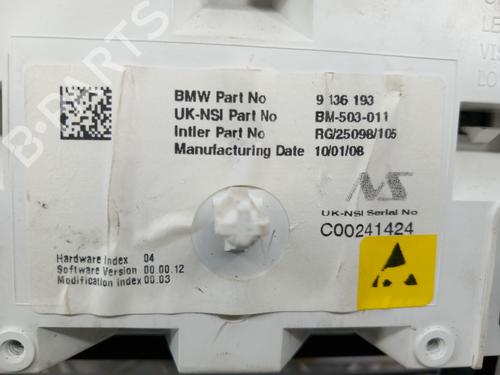 BMW Part No 9 136 193
UK-NSI Part No BM-503-011
Intler Part No RG/25098/105
Manufacturing Date 10/01/08
NS
UK-NSI Serial No
C00241424
Hardware Index 04
Software Version 00.00.12
Modification Index 00.03